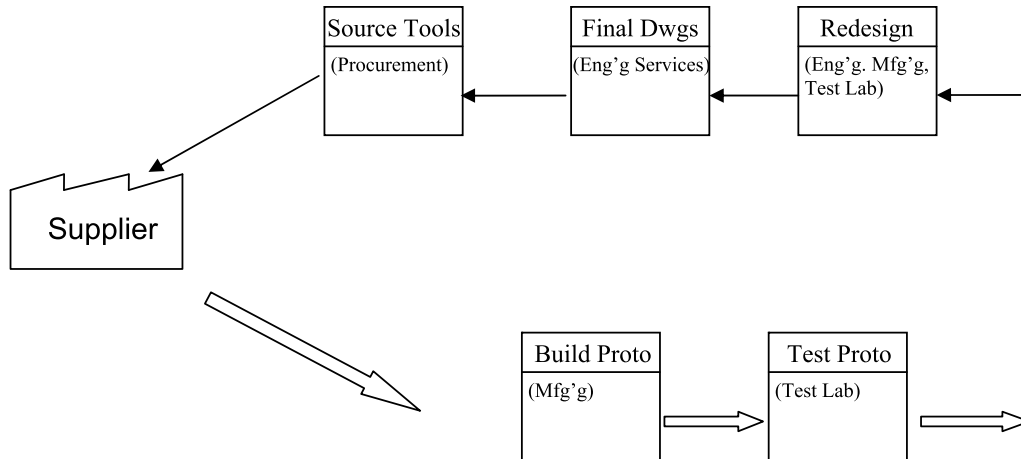 Source Tools
(Procurement)
Final Dwgs
(Eng'g Services)
Redesign
(Eng'g. Mfg'g,
Test Lab)
Supplier
Build Proto
(Mfg'g)
Test Proto
(Test Lab)